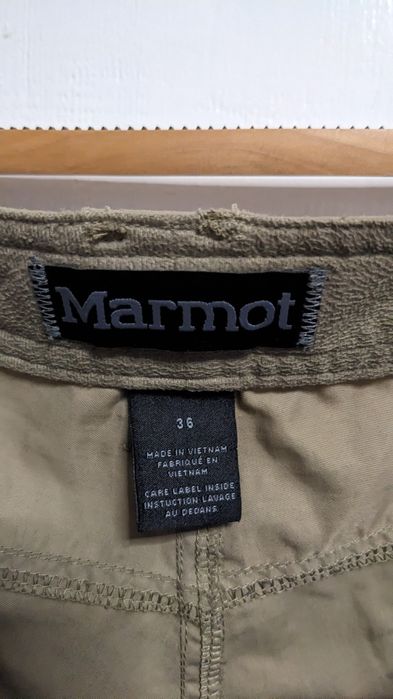 Marmot
36
MADE IN VIETNAM
FABRIQUÉ EN
VIETNAM
CARE LABEL INSIDE
INSTUCTION LAVAGE
AU DEDANS